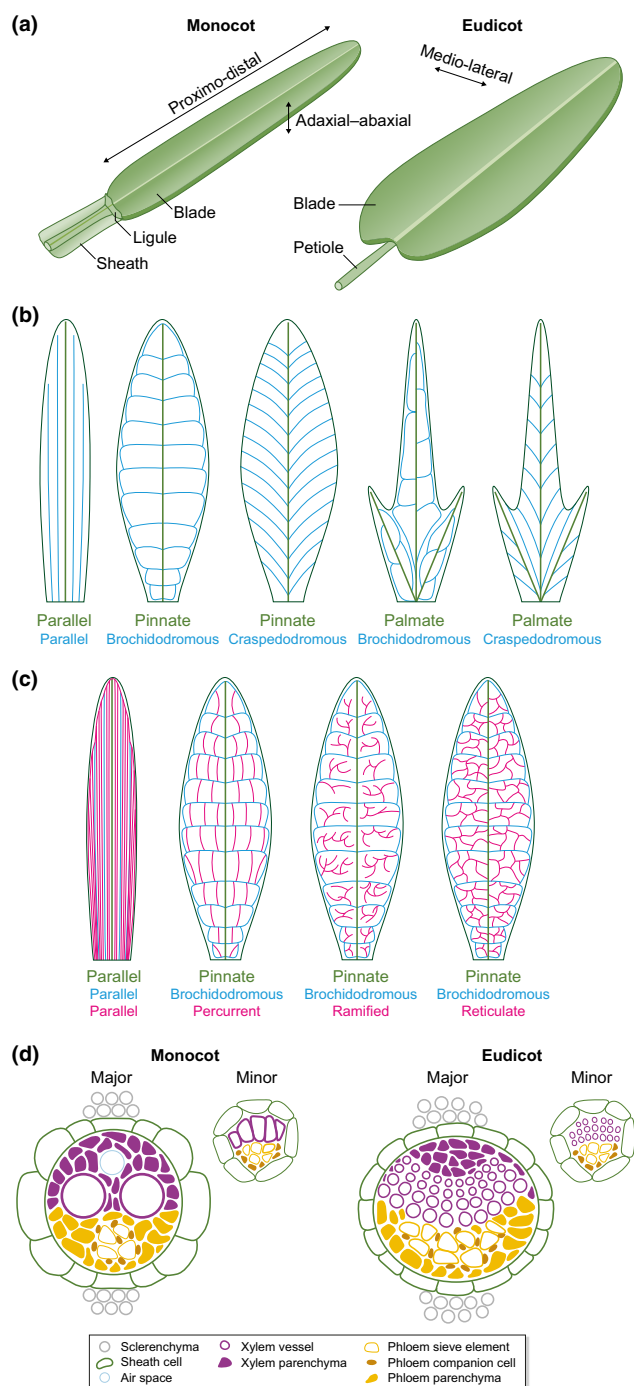 (a)
Monocot
Eudicot
Proximo-distal
Medio-lateral
Adaxial–abaxial
Blade
Ligule
Sheath
Blade
Petiole
(b)
Parallel
Parallel
Pinnate
Brochidodromous
Pinnate
Craspedodromous
Palmate
Brochidodromous
Palmate
Craspedodromous
(c)
Parallel
Parallel
Parallel
Pinnate
Brochidodromous
Percurrent
Pinnate
Brochidodromous
Ramified
Pinnate
Brochidodromous
Reticulate
(d)
Monocot
Eudicot
Major
Minor
Major
Minor
Sclerenchyma
Sheath cell
Air space
Xylem vessel
Xylem parenchyma
Phloem sieve element
Phloem companion cell
Phloem parenchyma